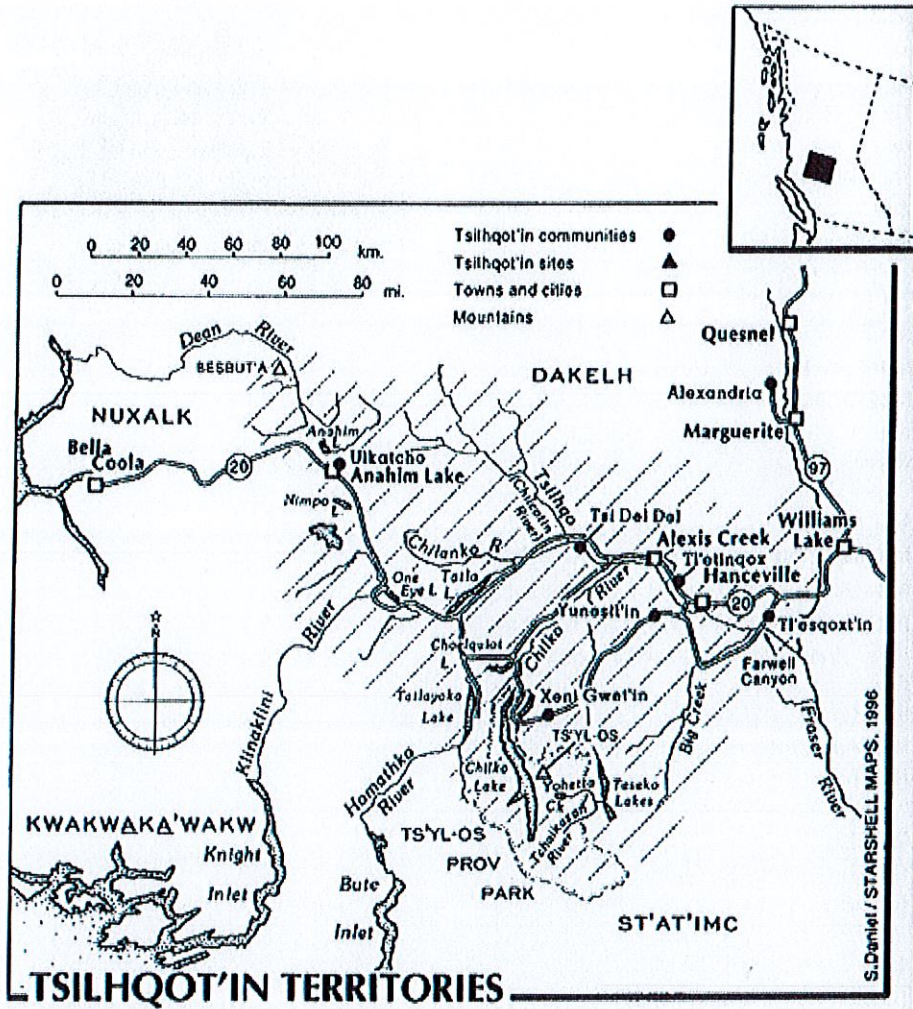 0 20 40 60 80 100
km.
0 20 40 60 80
mi.
Tsilhqot'in communities
Tsilhqot'in sites
Towns and cities
Mountains
Quesnel
Dean River
BESBUT'A
DAKELH
Alexandria
NUXALK
Marguerite
Anahim
L
Bella
Coola
20
Ulkatcho
Anahim Lake
97
Nimpo
L
Tsilhqo
(Chilcotin
River)
Tsi Del Del
Williams
Lake
Chilanko R
Alexis Creek
Tl'etinqox
Hanceville
One
Eye L
Tatla
L
(River
Yunesit'in
20
Tl'esqoxt'in
N
Klinaklini River
Choelquiot
L
Chilko
Farwell
Canyon
Tatlayoko
Lake
Xeni Gwet'in
Big Creek
Fraser River
TS'YL-OS
Chilko
Lake
Yohetta
Ck
Teseko
Lakes
Homathko
River
Tchaikazan
River
KWAKWA̲KA̲'WAKW
TS'YL-OS
PROV
PARK
Knight
Inlet
Bute
Inlet
ST'AT'IMC
S.Daniel / STARSHELL MAPS, 1996
TSILHQOT'IN TERRITORIES